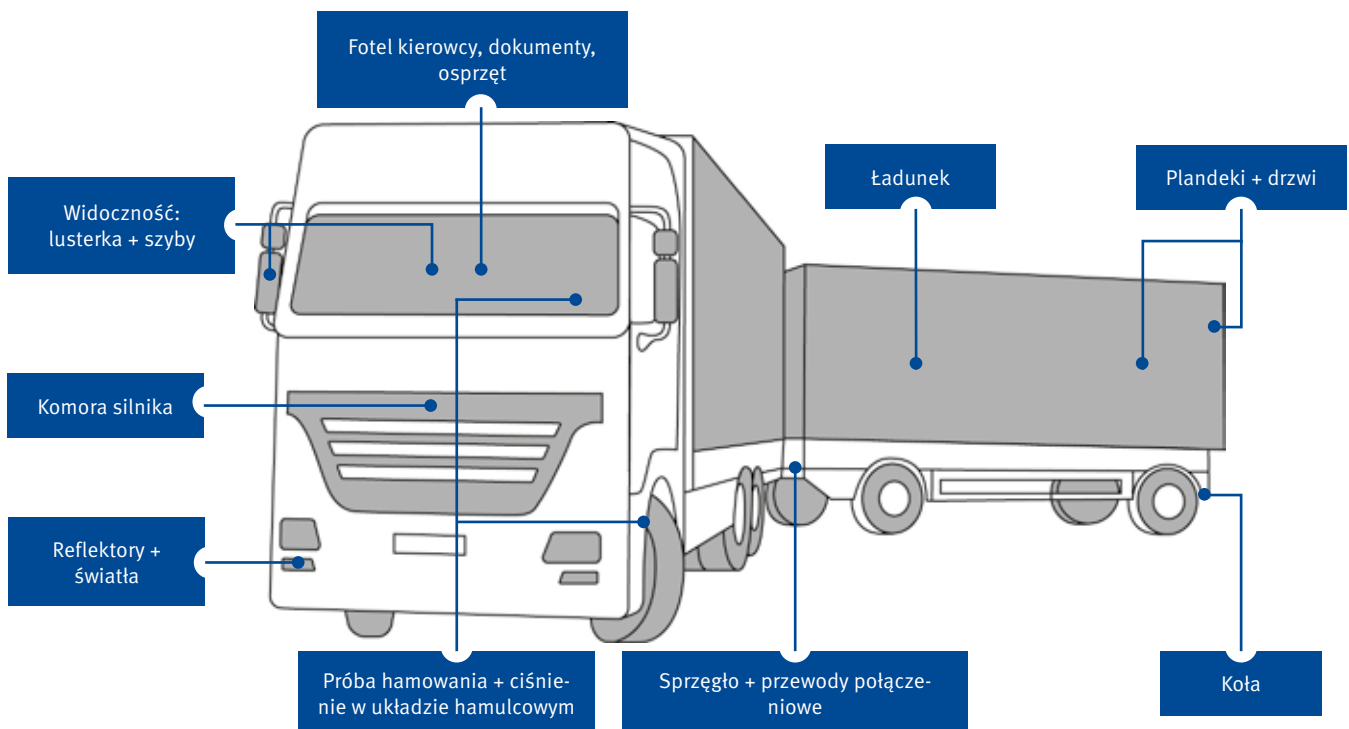 Fotel kierowcy, dokumenty,
osprzęt
Widoczność:
lusterka + szyby
Ładunek
Plandeki + drzwi
Komora silnika
Reflektory +
światła
Próba hamowania + ciśnie-
nie w układzie hamulcowym
Sprzęgło + przewody połącze-
niowe
Koła